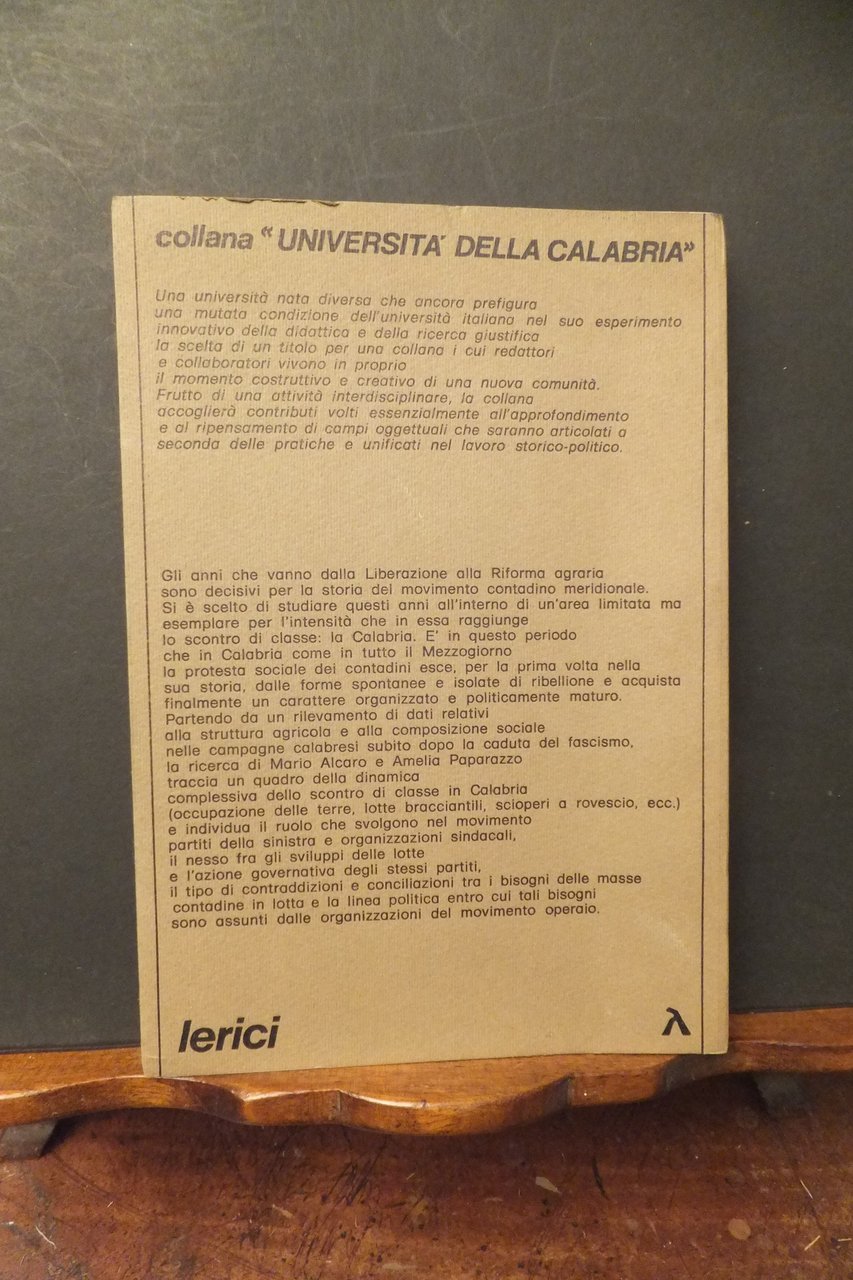 collana “UNIVERSITA´ DELLA CALABRIA”
Una università nata diversa che ancora prefigura
una mutata condizione dell'università italiana nel suo esperimento
innovativo della didattica e della ricerca giustifica
la scelta di un titolo per una collana i cui redattori
e collaboratori vivono in proprio
il momento costruttivo e creativo di una nuova comunità.
Frutto di una attività interdisciplinare, la collana
accoglierà contributi volti essenzialmente all'approfondimento
e al ripensamento di campi oggettuali che saranno articolati a
seconda delle pratiche e unificati nel lavoro storico-politico.
Gli anni che vanno dalla Liberazione alla Riforma agraria
sono decisivi per la storia del movimento contadino meridionale.
Si è scelto di studiare questi anni all'interno di un'area limitata ma
esemplare per l'intensità che in essa raggiunge
lo scontro di classe: la Calabria. E' in questo periodo
che in Calabria come in tutto il Mezzogiorno
la protesta sociale dei contadini esce, per la prima volta nella
sua storia, dalle forme spontanee e isolate di ribellione e acquista
finalmente un carattere organizzato e politicamente maturo.
Partendo da un rilevamento di dati relativi
alla struttura agricola e alla composizione sociale
nelle campagne calabresi subito dopo la caduta del fascismo,
la ricerca di Mario Alcaro e Amelia Paparazzo
traccia un quadro della dinamica
complessiva dello scontro di classe in Calabria
(occupazione delle terre, lotte bracciantili, scioperi a rovescio, ecc.)
e individua il ruolo che svolgono nel movimento
partiti della sinistra e organizzazioni sindacali,
il nesso fra gli sviluppi delle lotte
e l'azione governativa degli stessi partiti,
il tipo di contraddizioni e conciliazioni tra i bisogni delle masse
contadine in lotta e la linea politica entro cui tali bisogni
sono assunti dalle organizzazioni del movimento operaio.
lerici λ